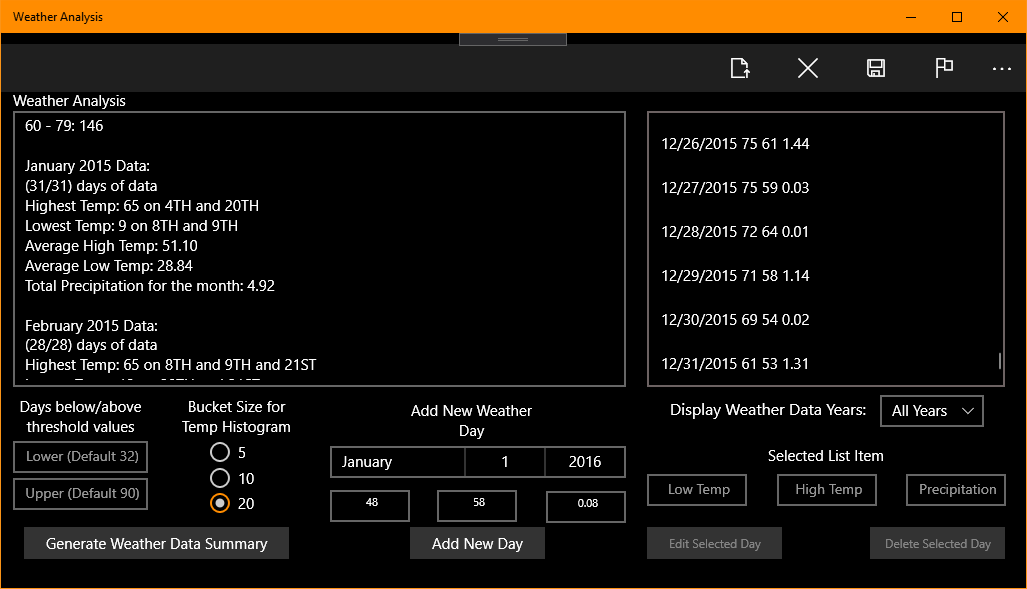 Weather Analysis
Weather Analysis
60 - 79: 146
January 2015 Data:
(31/31) days of data
Highest Temp: 65 on 4TH and 20TH
Lowest Temp: 9 on 8TH and 9TH
Average High Temp: 51.10
Average Low Temp: 28.84
Total Precipitation for the month: 4.92
February 2015 Data:
(28/28) days of data
Highest Temp: 65 on 8TH and 9TH and 21ST
12/26/2015 75 61 1.44
12/27/2015 75 59 0.03
12/28/2015 72 64 0.01
12/29/2015 71 58 1.14
12/30/2015 69 54 0.02
12/31/2015 61 53 1.31
Days below/above
threshold values
Lower (Default 32)
Upper (Default 90)
Bucket Size for
Temp Histogram
5
10
20
Generate Weather Data Summary
Add New Weather
Day
January 1 2016
48 58 0.08
Add New Day
Display Weather Data Years: All Years
Selected List Item
Low Temp High Temp Precipitation
Edit Selected Day Delete Selected Day